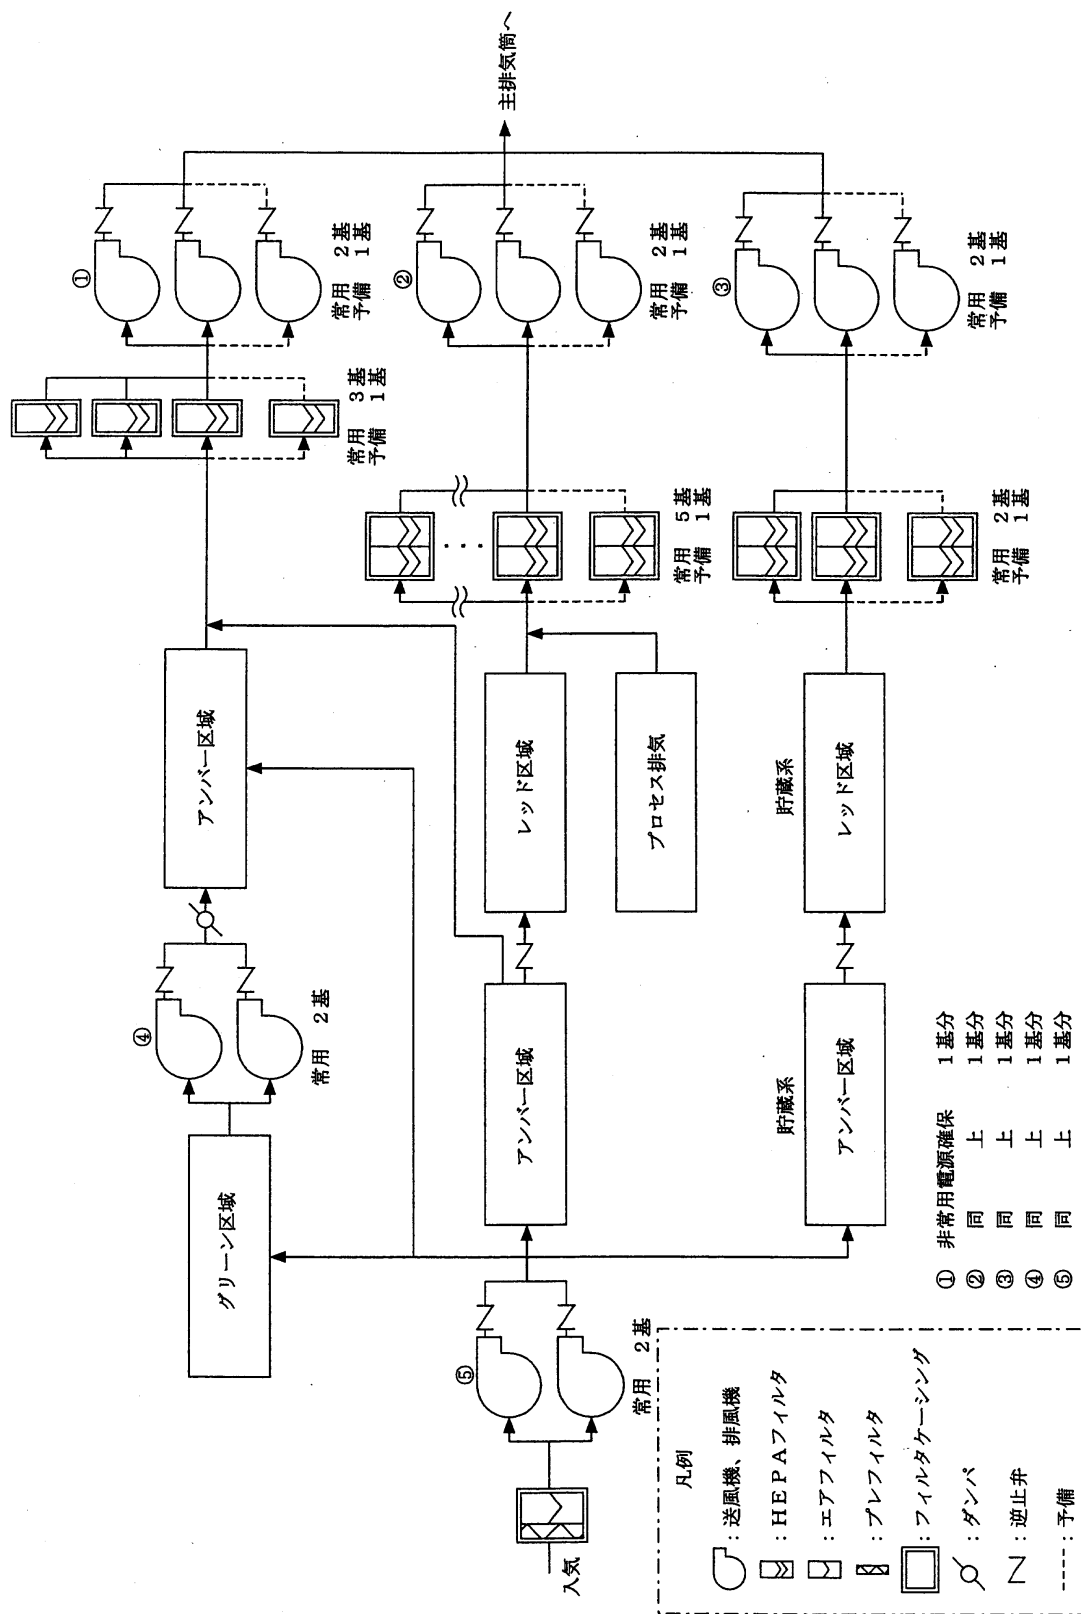 主排気筒へ
①
常用 2基
予備 1基
常用 3基
予備 1基
②
常用 2基
予備 1基
常用 5基
予備 1基
③
常用 2基
予備 1基
常用 2基
予備 1基
アンバー区域
④
常用 2基
グリーン区域
レッド区域
プロセス排気
アンバー区域
貯蔵系
レッド区域
貯蔵系
アンバー区域
⑤
常用 2基
入気
① 非常用電源確保 1基分
② 同 上 1基分
③ 同 上 1基分
④ 同 上 1基分
⑤ 同 上 1基分
凡例
:送風機、排風機
:HEPAフィルタ
:エアフィルタ
:プレフィルタ
:フィルタケーシング
:ダンパ
:逆止弁
:予備